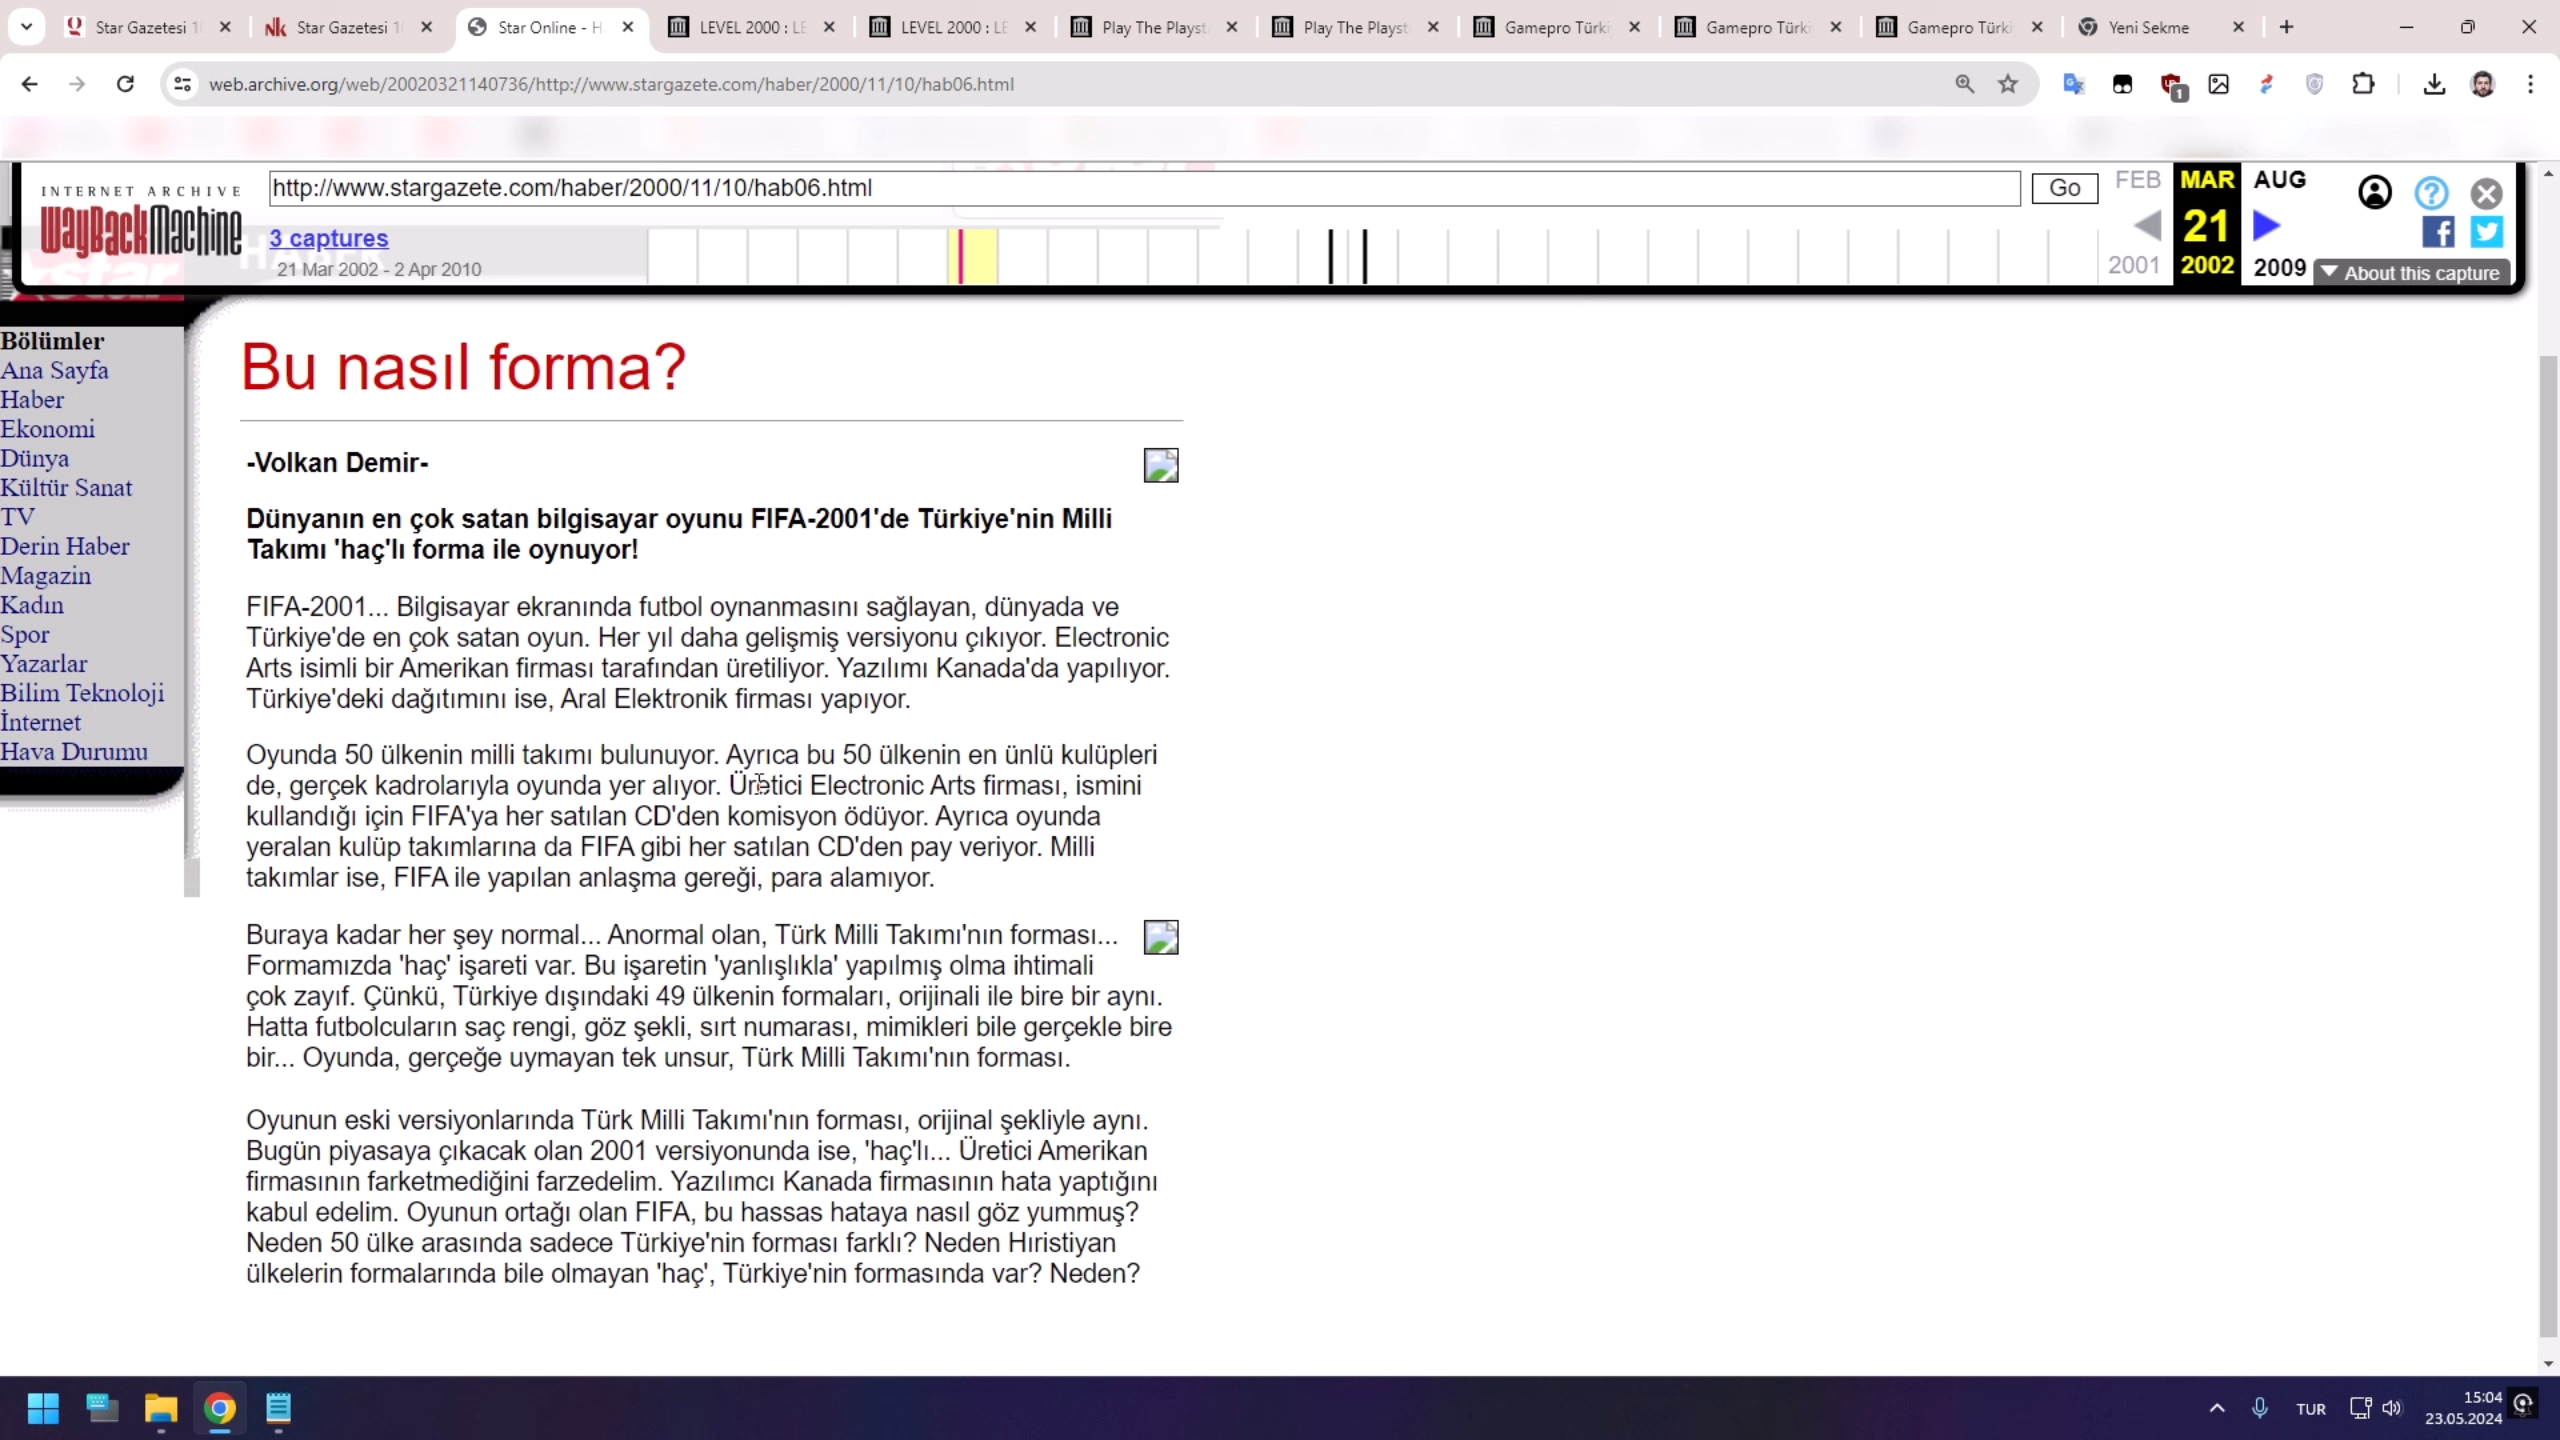 Star Gazetesi 1
Star Gazetesi 1
Star Online - H
LEVEL 2000 : LE
LEVEL 2000 : LE
Play The Playst
Play The Playst
Gamepro Türki
Gamepro Türki
Gamepro Türki
Yeni Sekme
web.archive.org/web/20020321140736/http://www.stargazete.com/haber/2000/11/10/hab06.html
1
INTERNET ARCHIVE
WayBackMachine
http://www.stargazete.com/haber/2000/11/10/hab06.html
Go
3 captures
21 Mar 2002 - 2 Apr 2010
FEB MAR AUG
21
2001 2002 2009
About this capture
HABER
star
Bölümler
Ana Sayfa
Haber
Ekonomi
Dünya
Kültür Sanat
TV
Derin Haber
Magazin
Kadın
Spor
Yazarlar
Bilim Teknoloji
İnternet
Hava Durumu
Bu nasıl forma?
-Volkan Demir-
Dünyanın en çok satan bilgisayar oyunu FIFA-2001'de Türkiye'nin Milli
Takımı 'haç'lı forma ile oynuyor!
FIFA-2001... Bilgisayar ekranında futbol oynanmasını sağlayan, dünyada ve
Türkiye'de en çok satan oyun. Her yıl daha gelişmiş versiyonu çıkıyor. Electronic
Arts isimli bir Amerikan firması tarafından üretiliyor. Yazılımı Kanada'da yapılıyor.
Türkiye'deki dağıtımını ise, Aral Elektronik firması yapıyor.
Oyunda 50 ülkenin milli takımı bulunuyor. Ayrıca bu 50 ülkenin en ünlü kulüpleri
de, gerçek kadrolarıyla oyunda yer alıyor. Üretici Electronic Arts firması, ismini
kullandığı için FIFA'ya her satılan CD'den komisyon ödüyor. Ayrıca oyunda
yeralan kulüp takımlarına da FIFA gibi her satılan CD'den pay veriyor. Milli
takımlar ise, FIFA ile yapılan anlaşma gereği, para alamıyor.
Buraya kadar her şey normal... Anormal olan, Türk Milli Takımı'nın forması...
Formamızda 'haç' işareti var. Bu işaretin 'yanlışlıkla' yapılmış olma ihtimali
çok zayıf. Çünkü, Türkiye dışındaki 49 ülkenin formaları, orijinali ile bire bir aynı.
Hatta futbolcuların saç rengi, göz şekli, sırt numarası, mimikleri bile gerçekle bire
bir... Oyunda, gerçeğe uymayan tek unsur, Türk Milli Takımı'nın forması.
Oyunun eski versiyonlarında Türk Milli Takımı'nın forması, orijinal şekliyle aynı.
Bugün piyasaya çıkacak olan 2001 versiyonunda ise, 'haç'lı... Üretici Amerikan
firmasının farketmediğini farzedelim. Yazılımcı Kanada firmasının hata yaptığını
kabul edelim. Oyunun ortağı olan FIFA, bu hassas hataya nasıl göz yummuş?
Neden 50 ülke arasında sadece Türkiye'nin forması farklı? Neden Hıristiyan
ülkelerin formalarında bile olmayan 'haç', Türkiye'nin formasında var? Neden?
TUR
15:04
23.05.2024